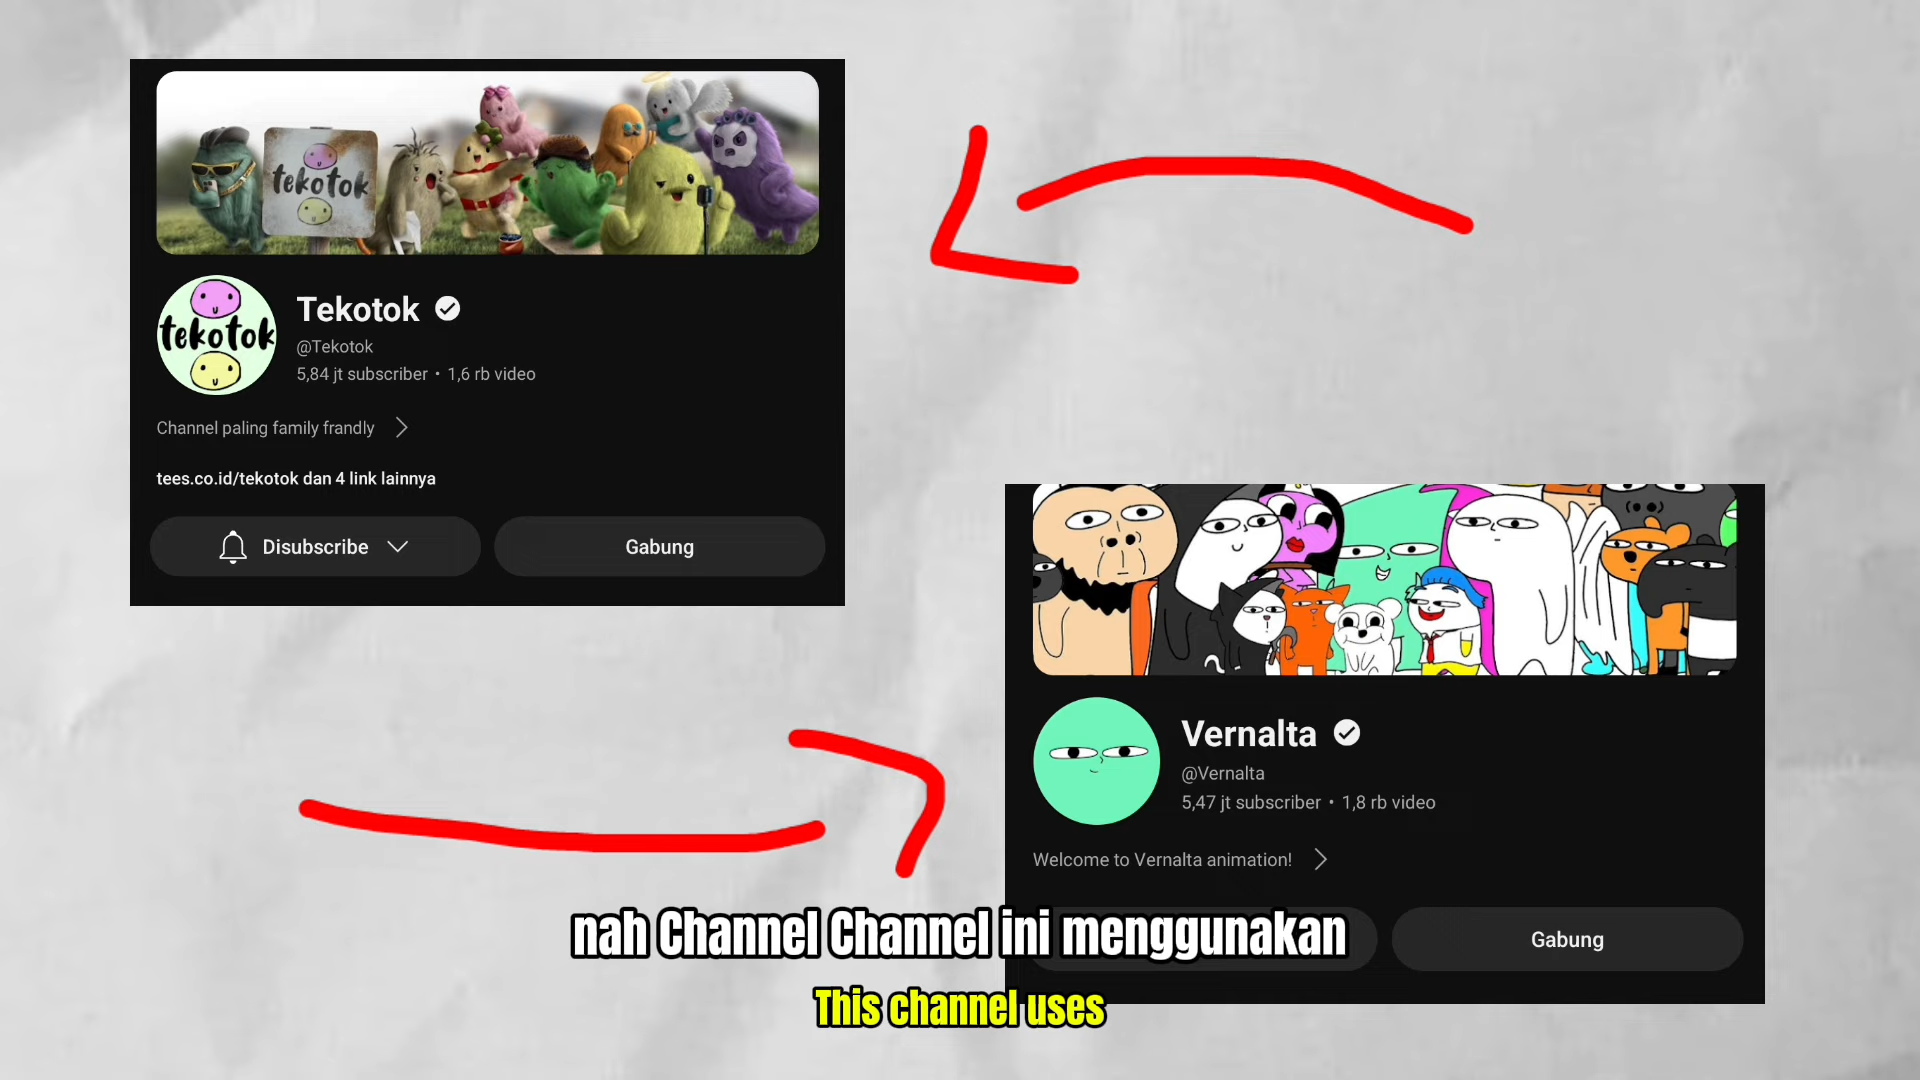 tekotok
tekotok
Tekotok
@Tekotok
5,84 jt subscriber • 1,6 rb video
Channel paling family frandly
tees.co.id/tekotok dan 4 link lainnya
Disubscribe
Gabung
Vernalta
@Vernalta
5,47 jt subscriber • 1,8 rb video
Welcome to Vernalta animation!
Gabung
nah Channel Channel ini menggunakan
This channel uses